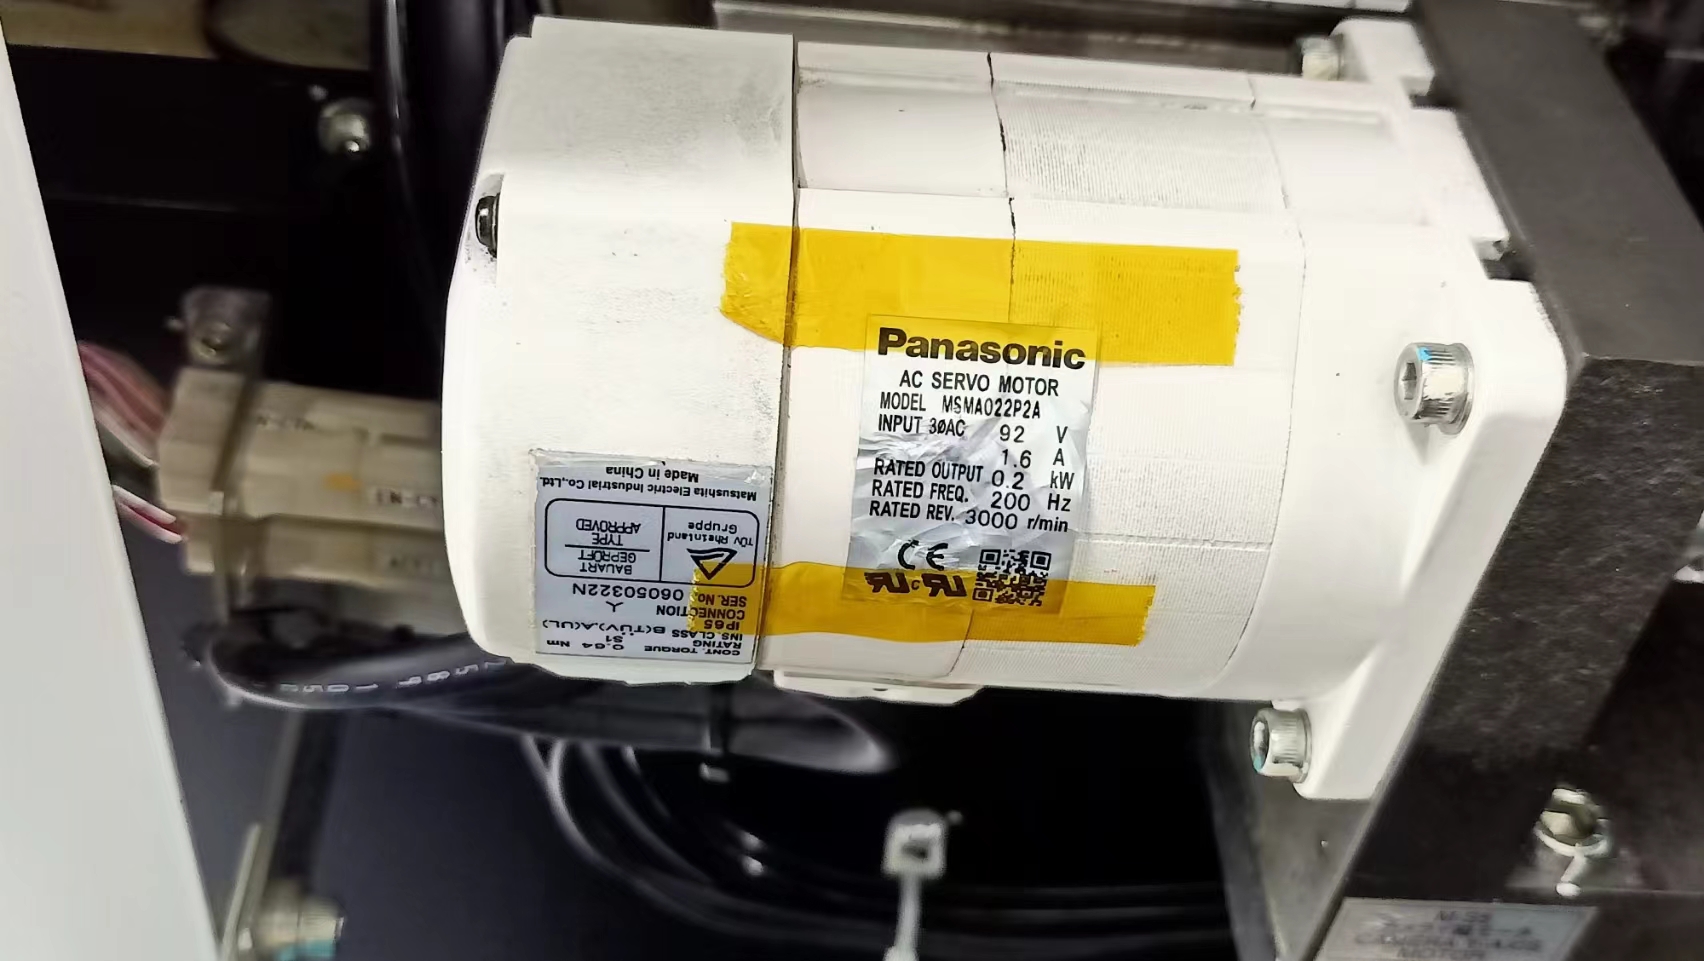 Panasonic
AC SERVO MOTOR
MODEL MSMA022P2A
INPUT 3øAC 92 V
1.6 A
RATED OUTPUT 0.2 kW
RATED FREQ. 200 Hz
RATED REV. 3000 r/min
CE
CONT. TORQUE 0.64 Nm
RATING S1
INS. CLASS B(TÜV),A(UL)
IP65
CONNECTION
SER. No. 06050322N
BAUART
GEPRÜFT
TYPE
APPROVED
TÜV Rheinland
Gruppe
Matsushita Electric Industrial Co.,Ltd.
Made in China
MOTOR